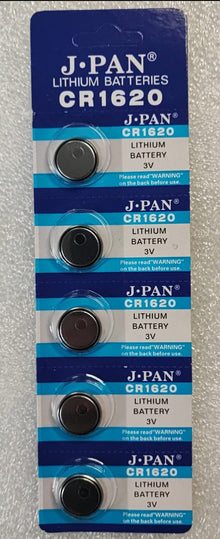 J·PAN®
LITHIUM BATTERIES
CR1620
J·PAN®
CR1620
LITHIUM
BATTERY
3V
Please read "WARNING"
on the back before use.
J·PAN®
CR1620
LITHIUM
BATTERY
3V
Please read "WARNING"
on the back before use.
J·PAN®
CR1620
LITHIUM
BATTERY
3V
Please read "WARNING"
on the back before use.
J·PAN®
CR1620
LITHIUM
BATTERY
3V
Please read "WARNING"
on the back before use.
J·PAN®
CR1620
LITHIUM
BATTERY
3V
Please read "WARNING"
on the back before use.